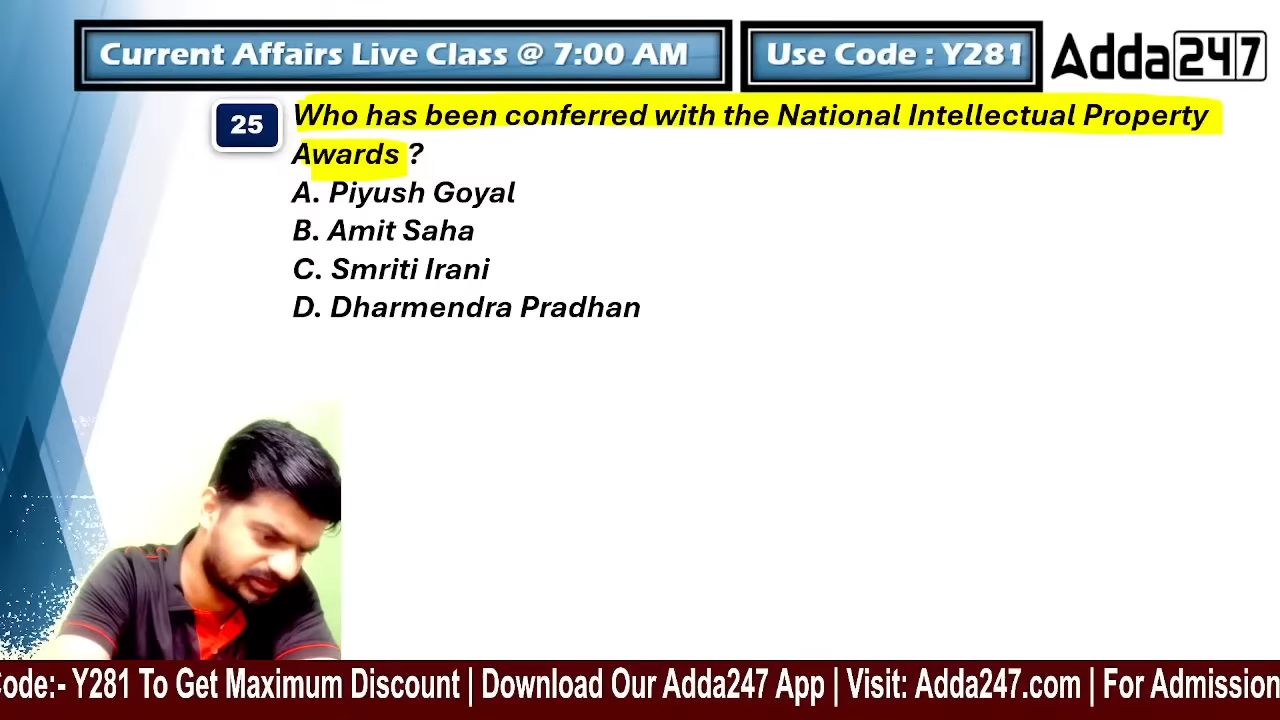 Current Affairs Live Class @ 7:00 AM
Use Code : Y281
Adda247
25
Who has been conferred with the National Intellectual Property
Awards ?
A. Piyush Goyal
B. Amit Saha
C. Smriti Irani
D. Dharmendra Pradhan
ode:- Y281 To Get Maximum Discount | Download Our Adda247 App | Visit: Adda247.com | For Admission